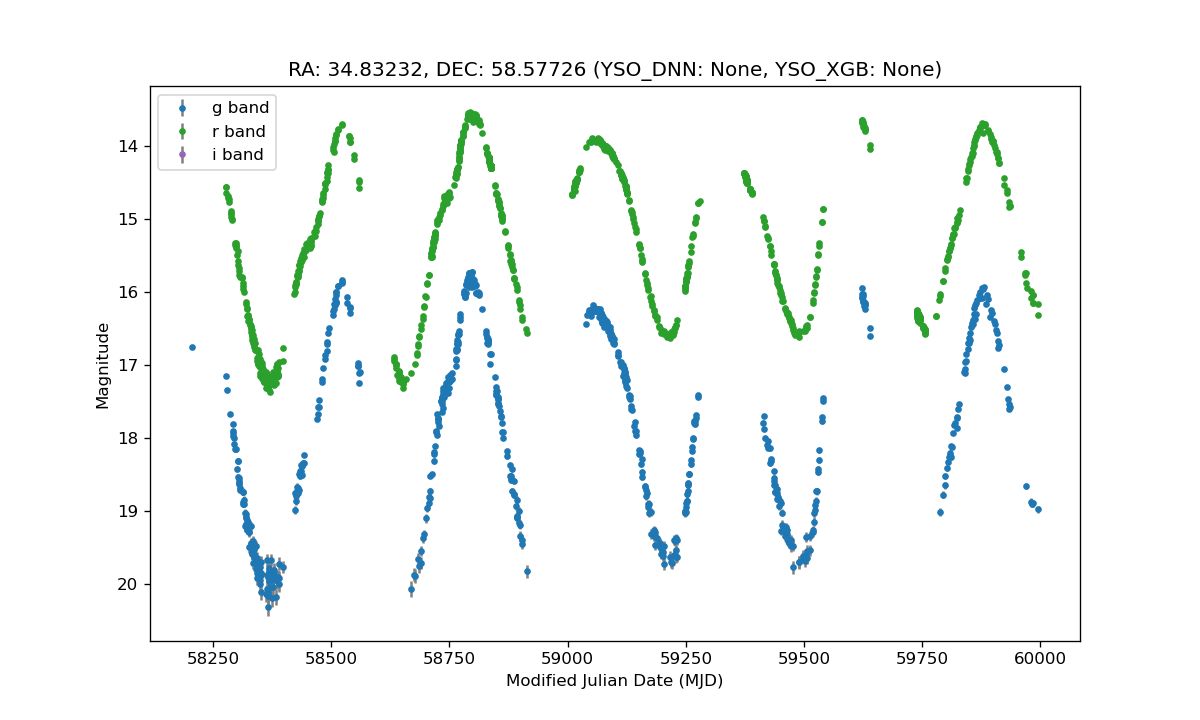 RA: 34.83232, DEC: 58.57726 (YSO_DNN: None, YSO_XGB: None)
g band
r band
i band
14
15
16
17
18
19
20
Magnitude
58250 58500 58750 59000 59250 59500 59750 60000
Modified Julian Date (MJD)